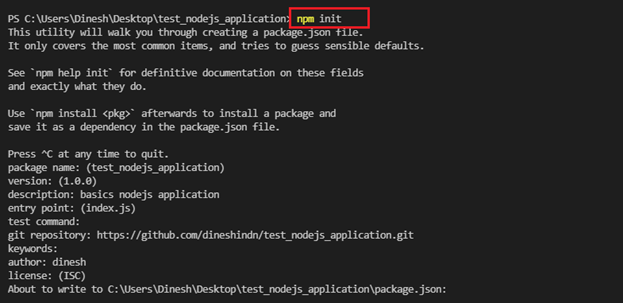 PS C:\Users\Dinesh\Desktop\test_nodejs_application> npm init
This utility will walk you through creating a package.json file.
It only covers the most common items, and tries to guess sensible defaults.
See `npm help init` for definitive documentation on these fields
and exactly what they do.
Use `npm install <pkg>` afterwards to install a package and
save it as a dependency in the package.json file.
Press ^C at any time to quit.
package name: (test_nodejs_application)
version: (1.0.0)
description: basics nodejs application
entry point: (index.js)
test command:
git repository: https://github.com/dineshindn/test_nodejs_application.git
keywords:
author: dinesh
license: (ISC)
About to write to C:\Users\Dinesh\Desktop\test_nodejs_application\package.json: